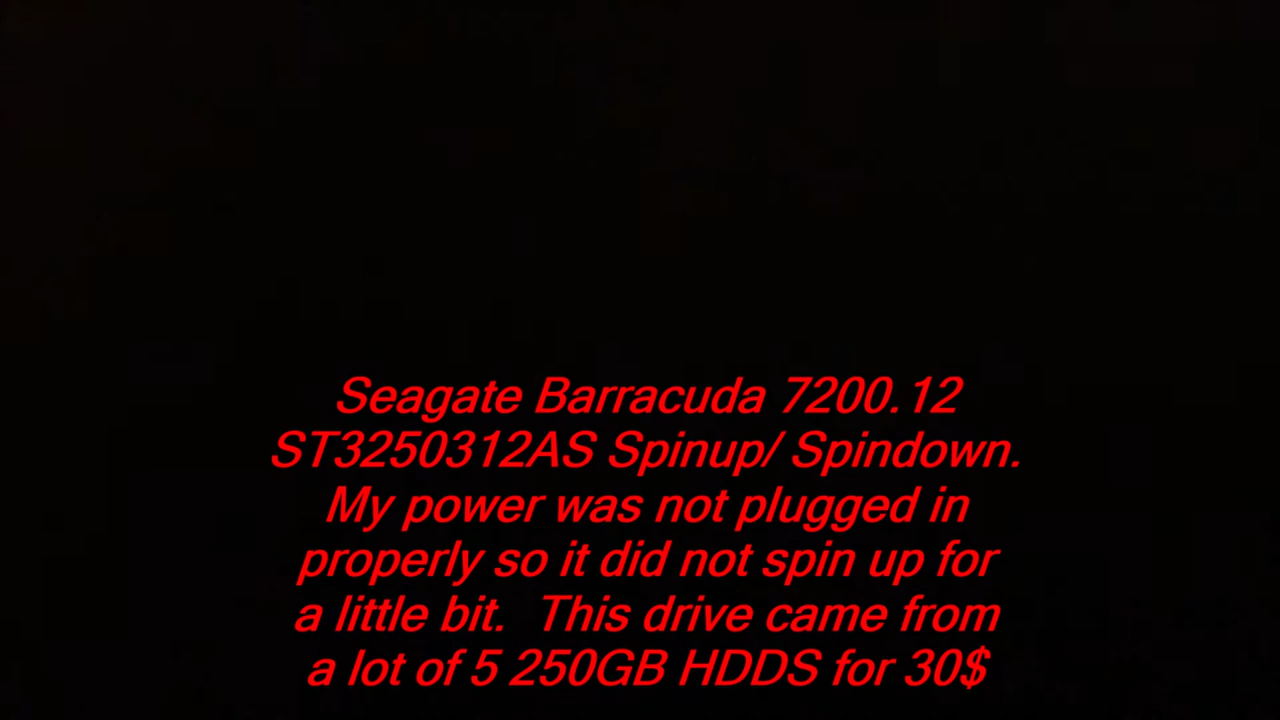 Seagate Barracuda 7200.12
ST3250312AS Spinup/ Spindown.
My power was not plugged in
properly so it did not spin up for
a little bit.  This drive came from
a lot of 5 250GB HDDS for 30$